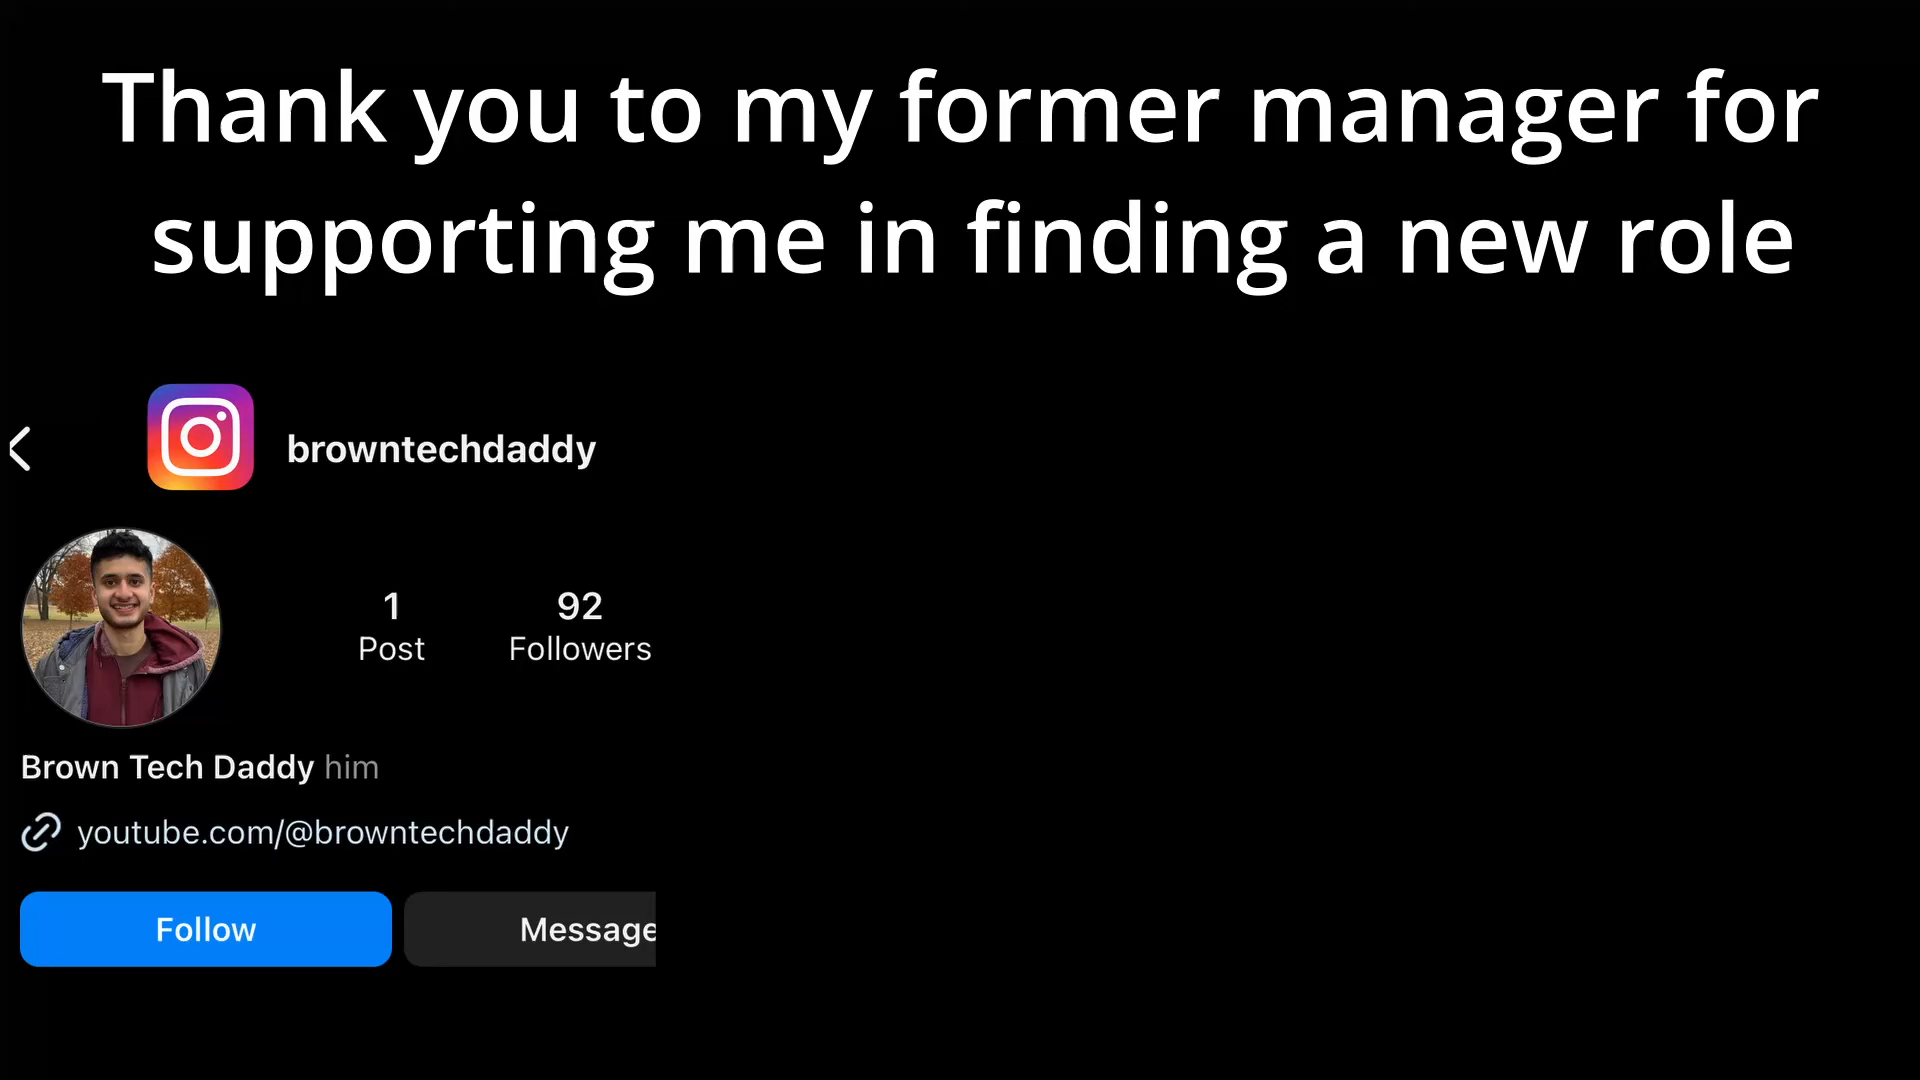 Thank you to my former manager for
supporting me in finding a new role
browntechdaddy
1
Post
92
Followers
Brown Tech Daddy him
youtube.com/@browntechdaddy
Follow
Message